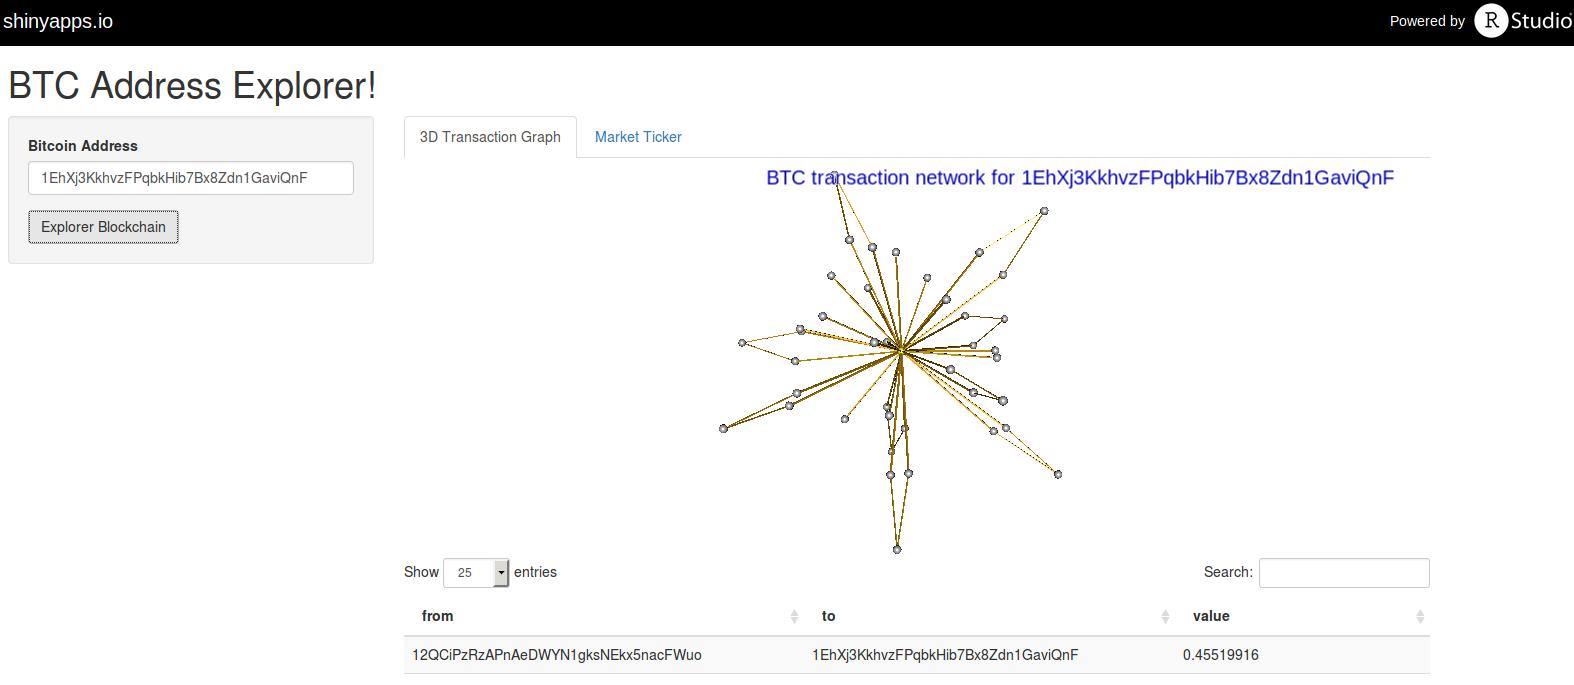 shinyapps.io
Powered by R Studio
BTC Address Explorer!
Bitcoin Address
1EhXj3KkhvzFPqbkHib7Bx8Zdn1GaviQnF
Explorer Blockchain
3D Transaction Graph Market Ticker
BTC transaction network for 1EhXj3KkhvzFPqbkHib7Bx8Zdn1GaviQnF
Show 25 entries Search:
from to value
12QCiPzRzAPnAeDWYN1gksNEkx5nacFWuo 1EhXj3KkhvzFPqbkHib7Bx8Zdn1GaviQnF 0.45519916